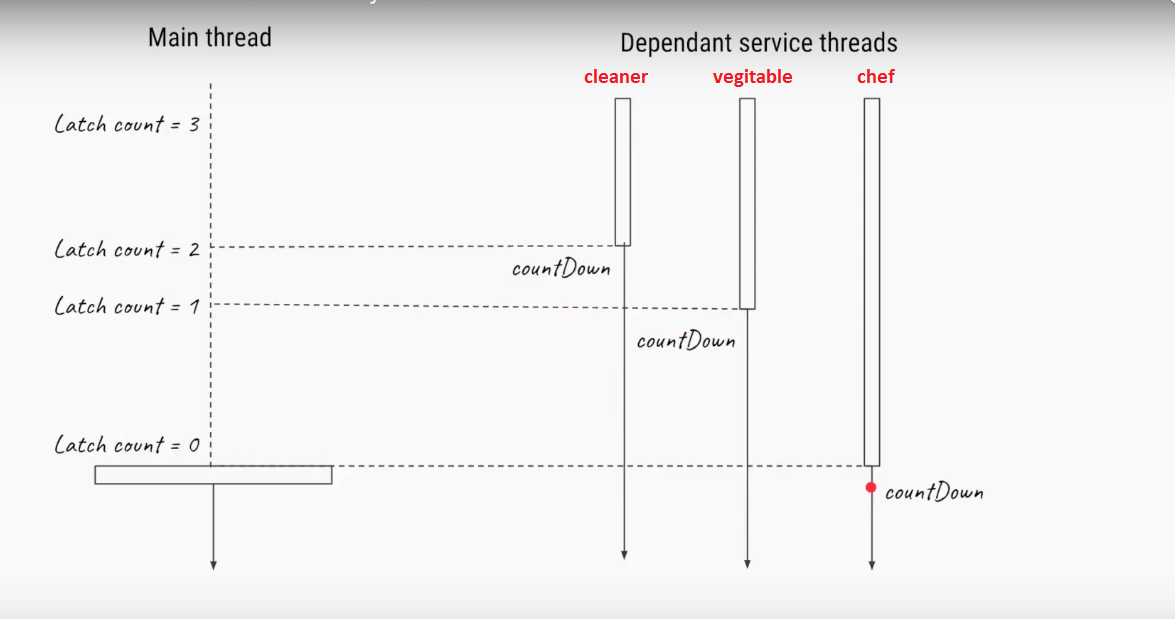 Main thread
Dependant service threads
cleaner
vegitable
chef
Latch count = 3
Latch count = 2
countDown
Latch count = 1
countDown
Latch count = 0
countDown